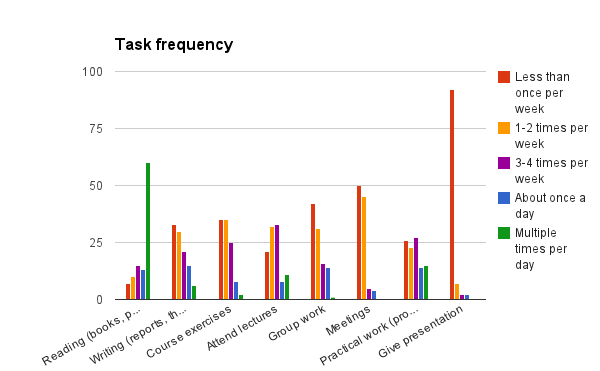 Task frequency
100
75
50
25
0
Less than
once per
week
1-2 times per
week
3-4 times per
week
About once a
day
Multiple
times per
day
Reading (books, p...
Writing (reports, th...
Course exercises
Attend lectures
Group work
Meetings
Practical work (pro...
Give presentation